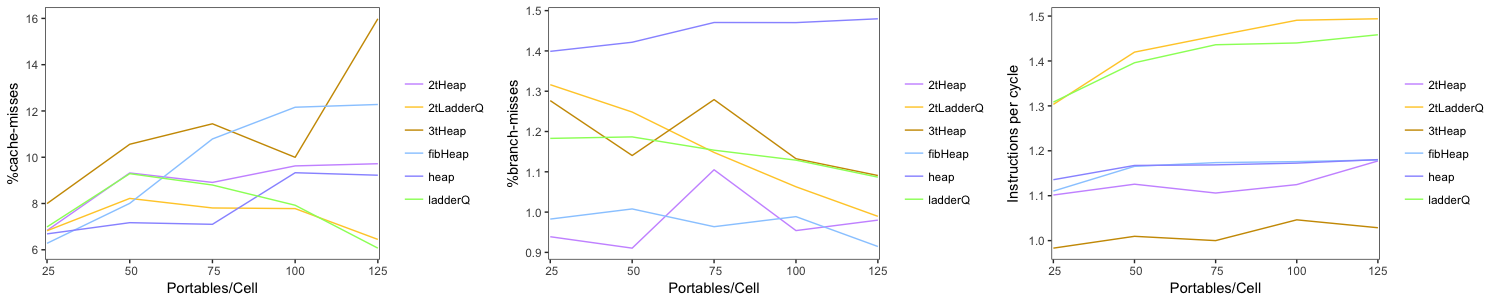 %cache-misses
16
14
12
10
8
6
25
50
75
100
125
Portables/Cell
2tHeap
2tLadderQ
3tHeap
fibHeap
heap
ladderQ
%branch-misses
1.5
1.4
1.3
1.2
1.1
1.0
0.9
25
50
75
100
125
Portables/Cell
2tHeap
2tLadderQ
3tHeap
fibHeap
heap
ladderQ
Instructions per cycle
1.5
1.4
1.3
1.2
1.1
1.0
25
50
75
100
125
Portables/Cell
2tHeap
2tLadderQ
3tHeap
fibHeap
heap
ladderQ